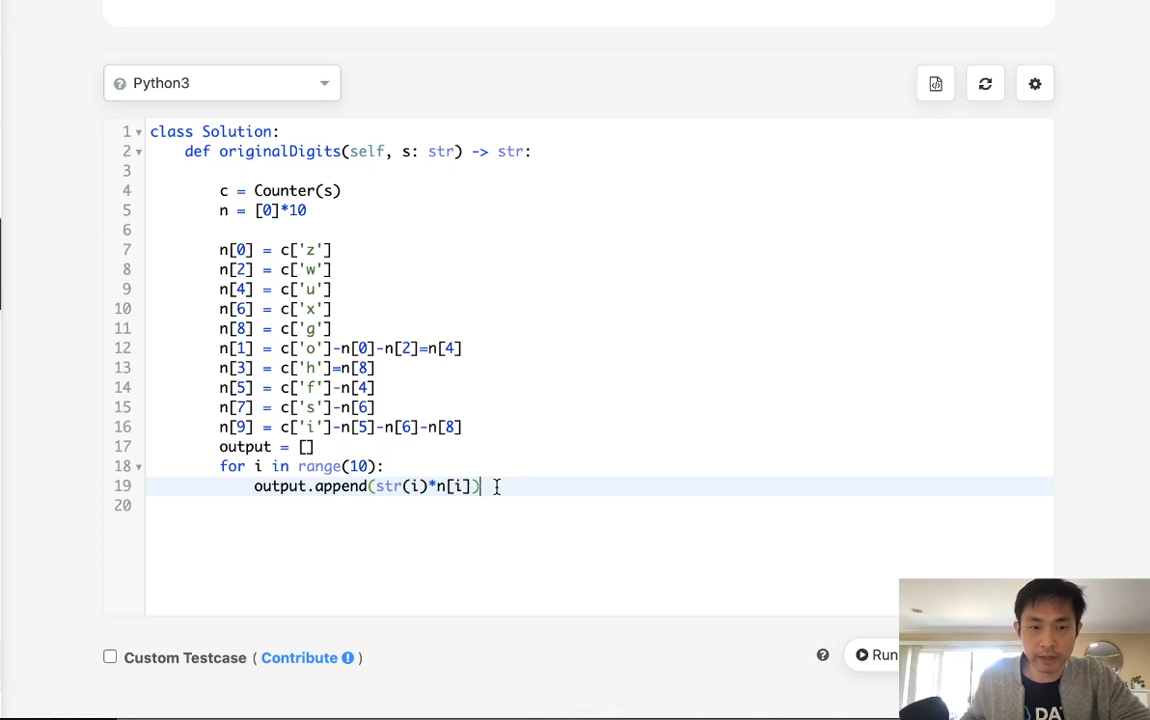 Python3
1 class Solution:
2 def originalDigits(self, s: str) -> str:
3
4 c = Counter(s)
5 n = [0]*10
6
7 n[0] = c['z']
8 n[2] = c['w']
9 n[4] = c['u']
10 n[6] = c['x']
11 n[8] = c['g']
12 n[1] = c['o']-n[0]-n[2]=n[4]
13 n[3] = c['h']=n[8]
14 n[5] = c['f']-n[4]
15 n[7] = c['s']-n[6]
16 n[9] = c['i']-n[5]-n[6]-n[8]
17 output = []
18 for i in range(10):
19 output.append(str(i)*n[i])
20
Custom Testcase ( Contribute )
Run
DAT